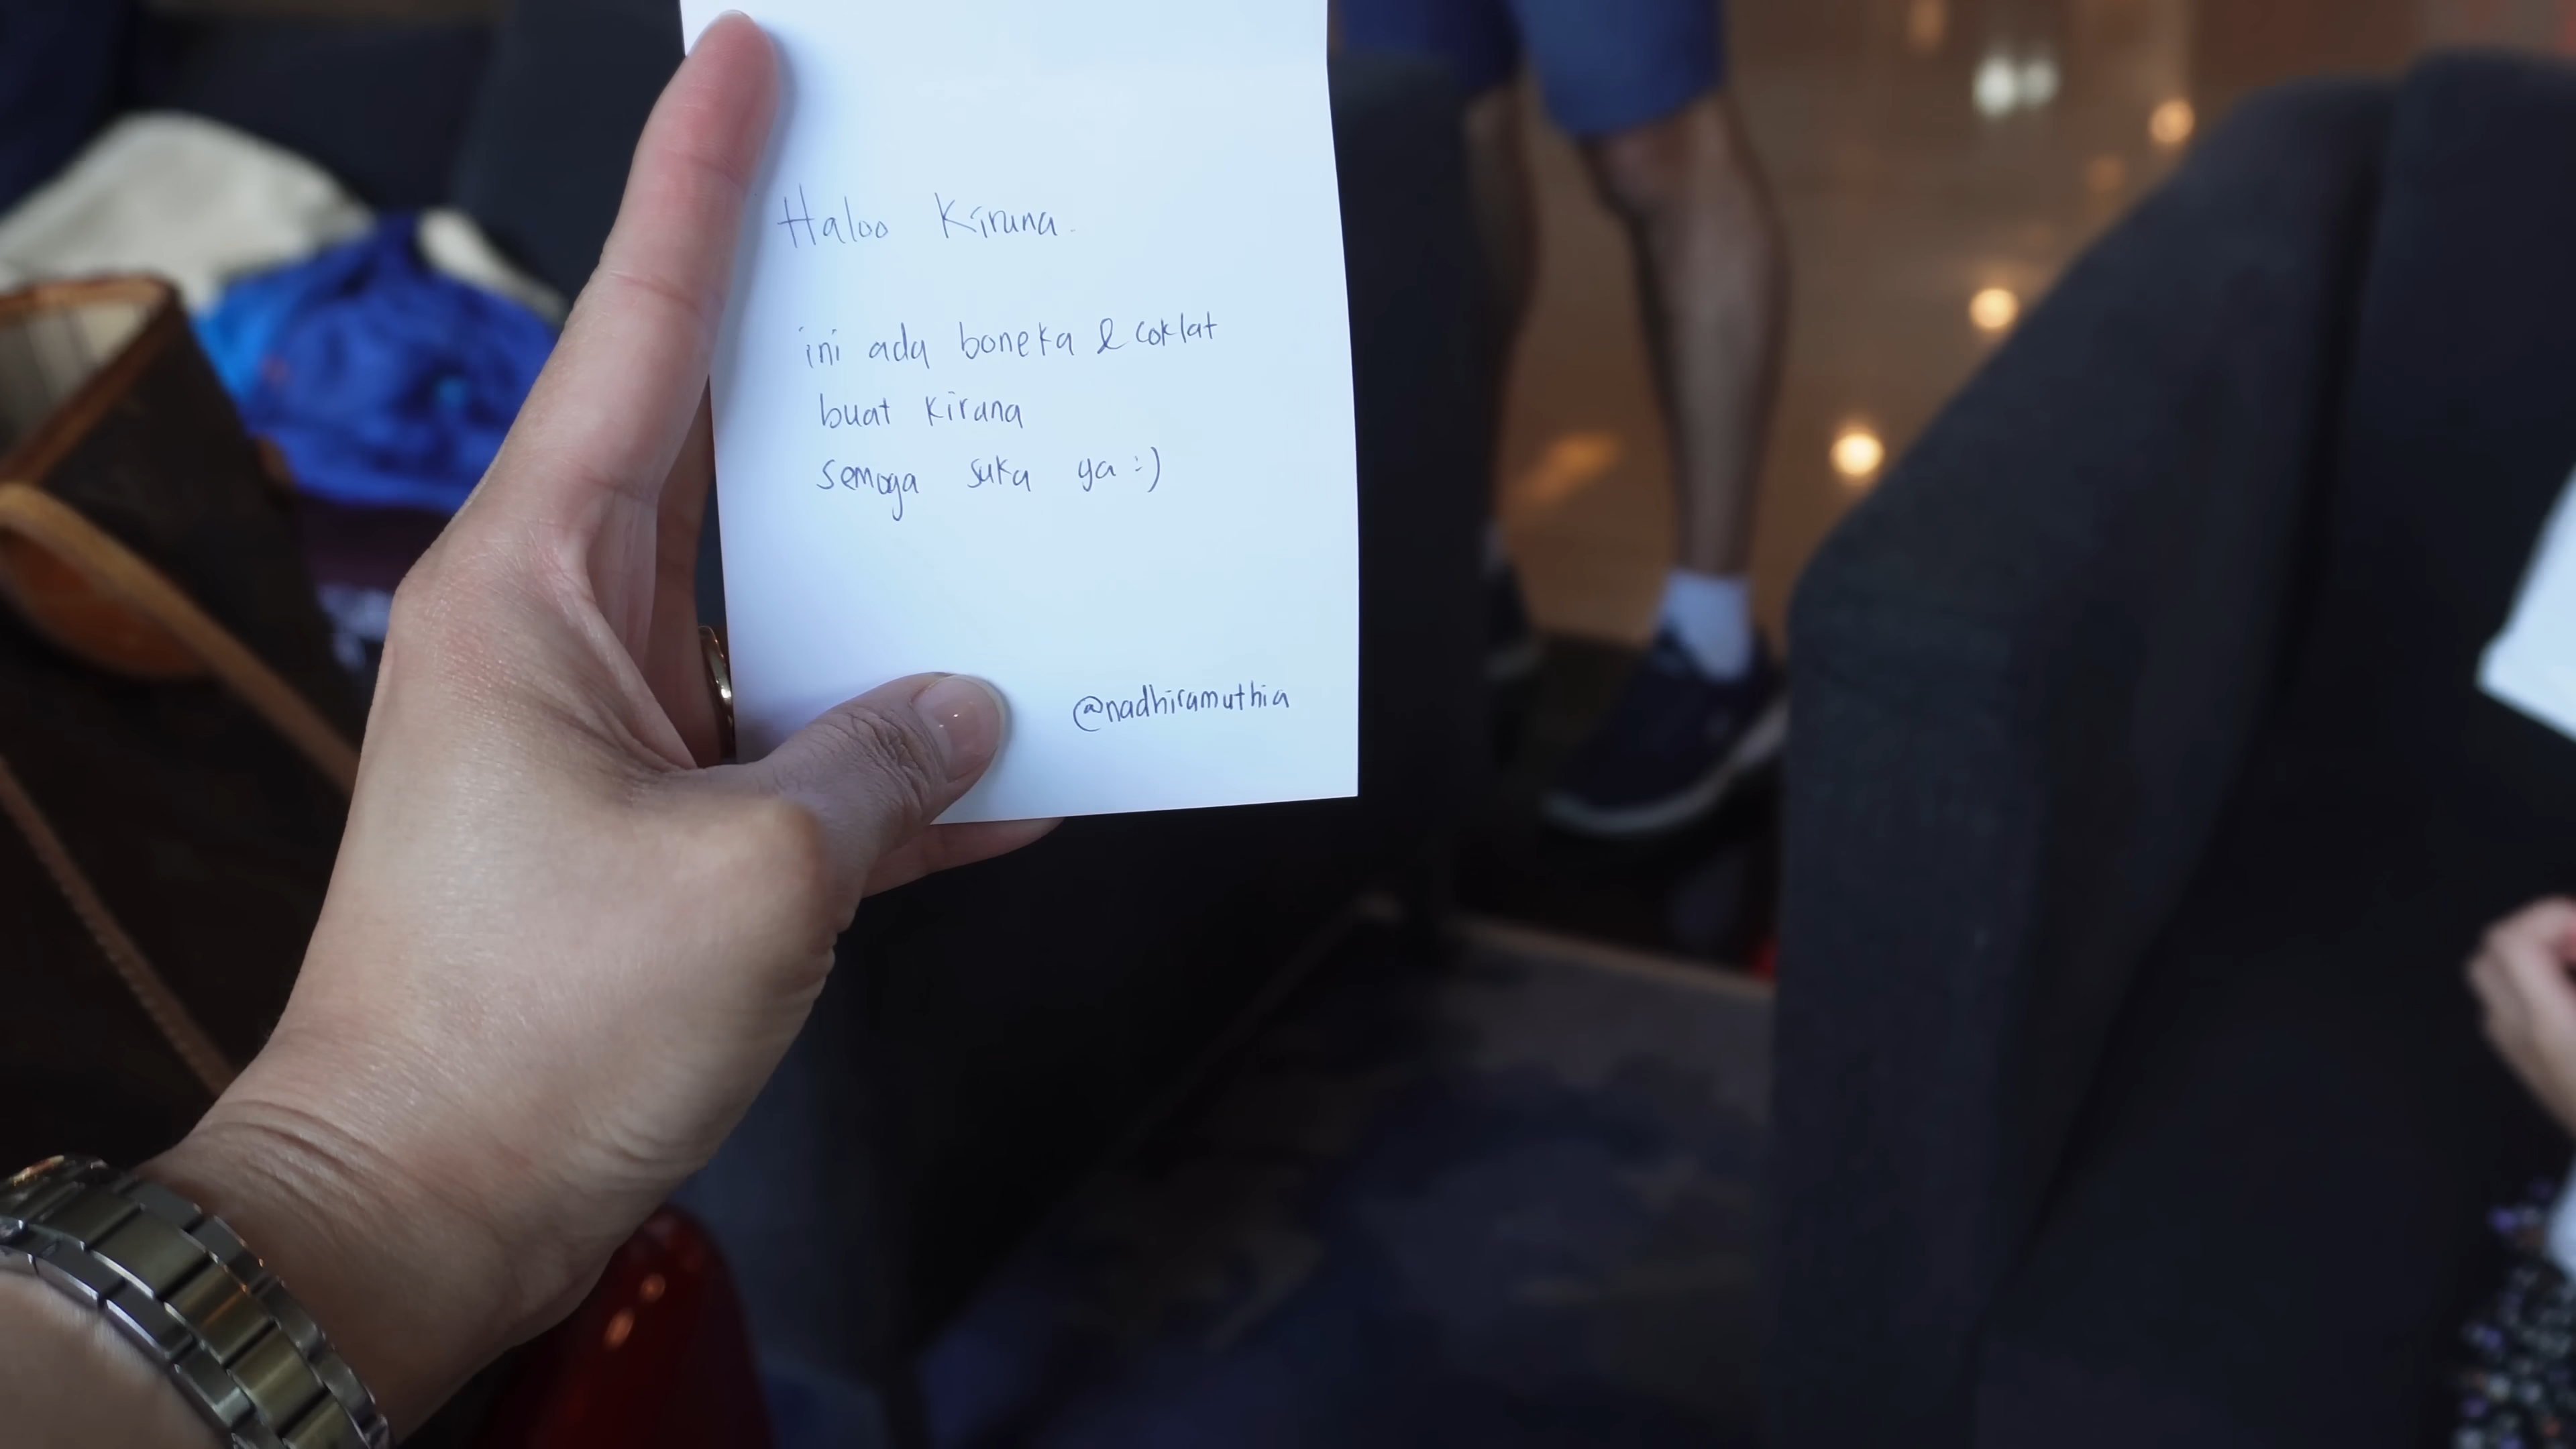 Haloo Kirana.
ini ada boneka & coklat
buat kirana
semoga suka ya :)
@nadhiramuthia